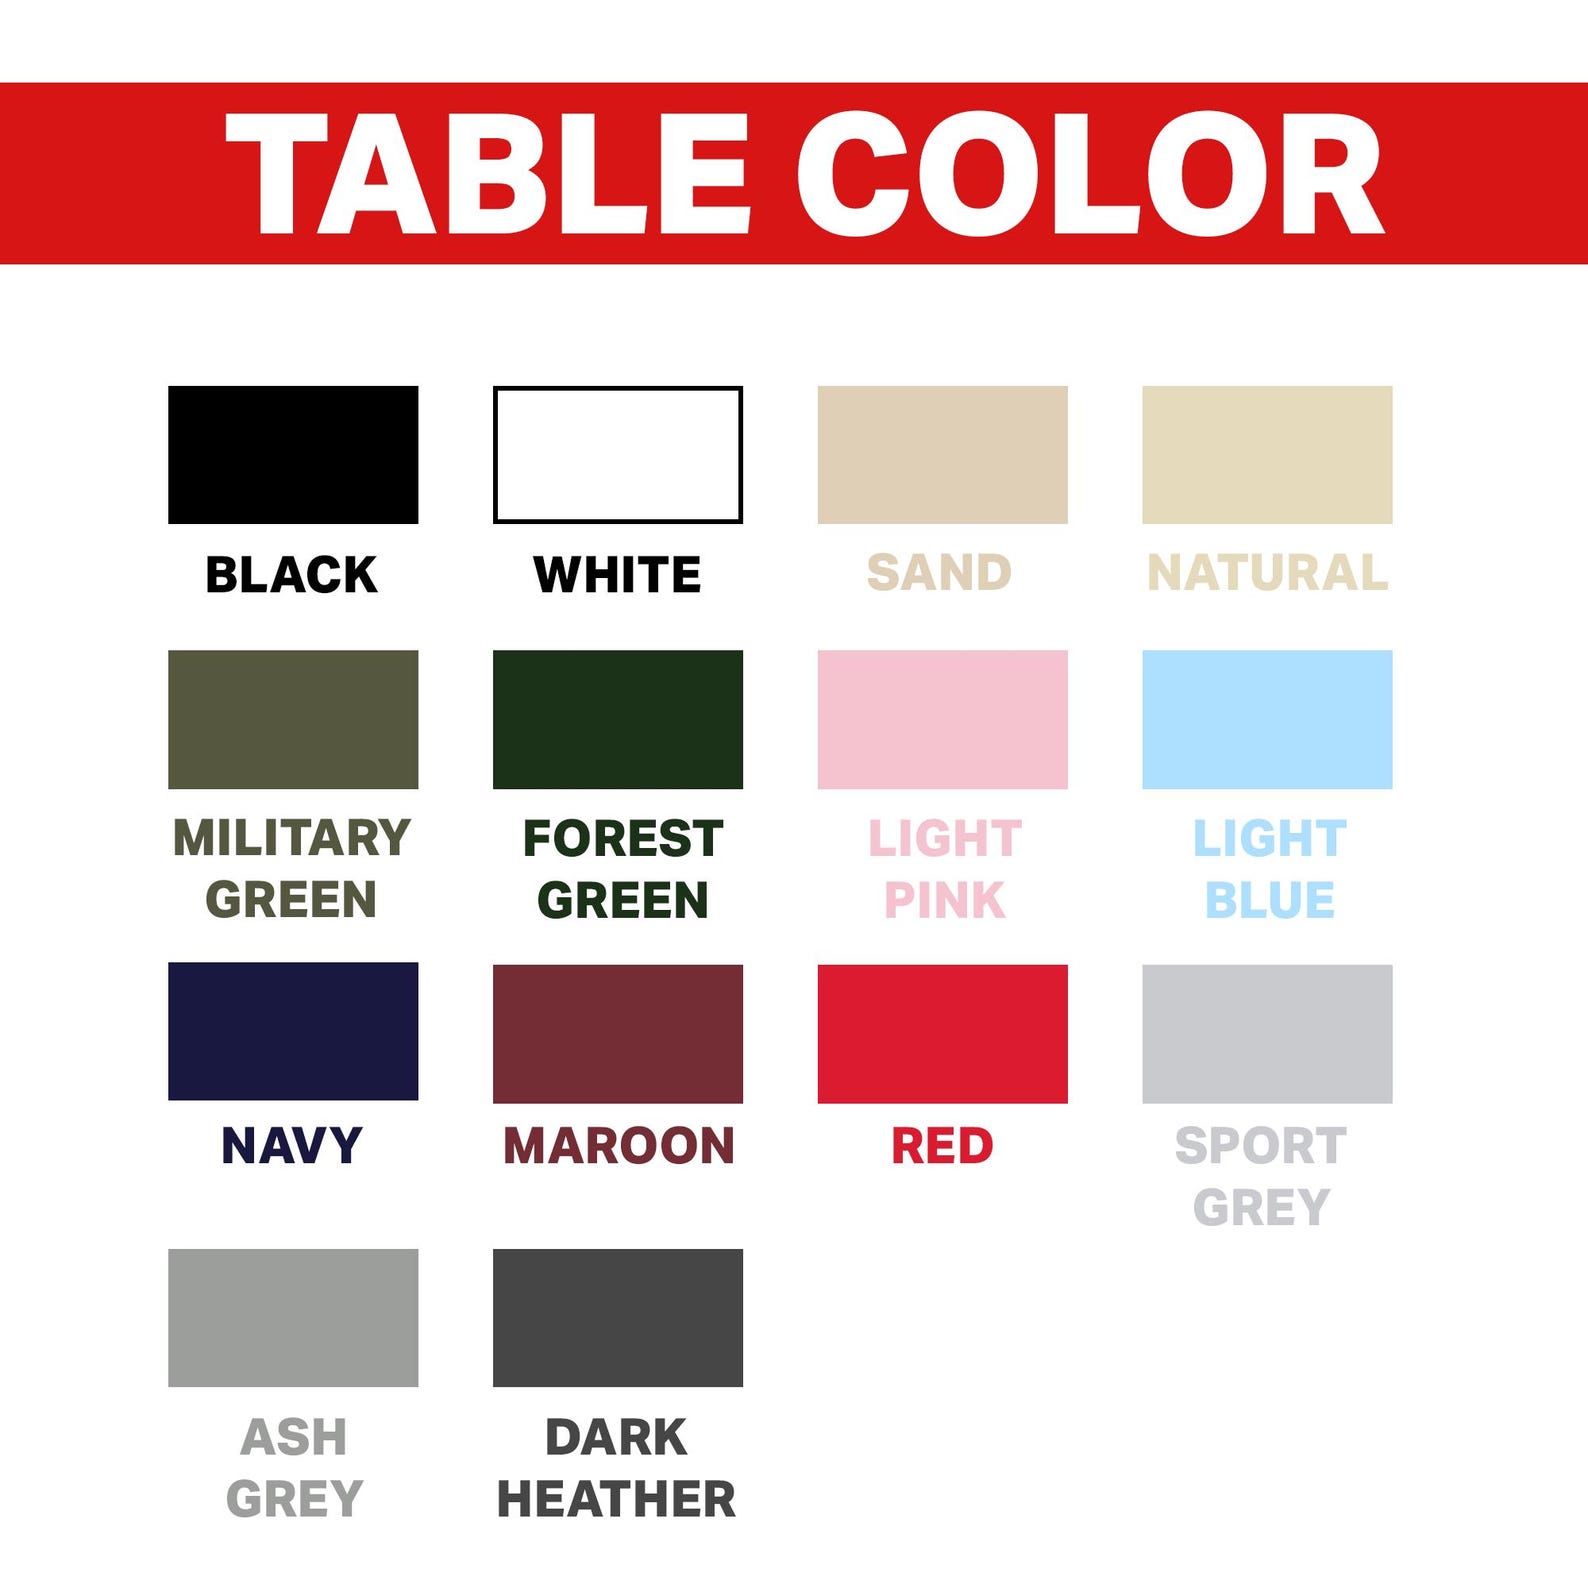 TABLE COLOR
BLACK
WHITE
SAND
NATURAL
MILITARY
GREEN
FOREST
GREEN
LIGHT
PINK
LIGHT
BLUE
NAVY
MAROON
RED
SPORT
GREY
ASH
GREY
DARK
HEATHER